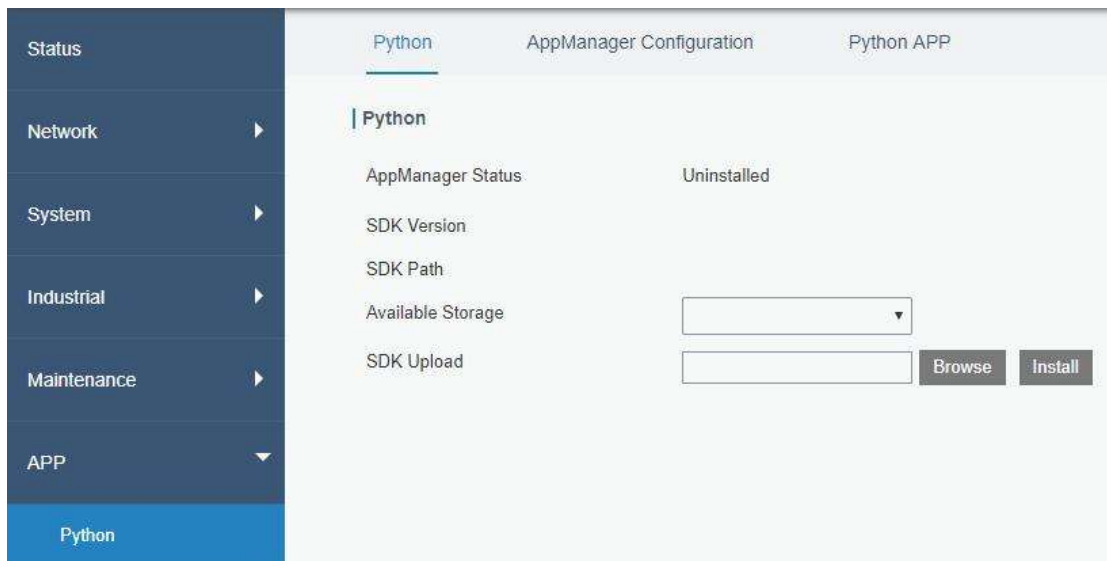 Status
Network
System
Industrial
Maintenance
APP
Python
Python AppManager Configuration Python APP
Python
AppManager Status Uninstalled
SDK Version
SDK Path
Available Storage
SDK Upload Browse Install